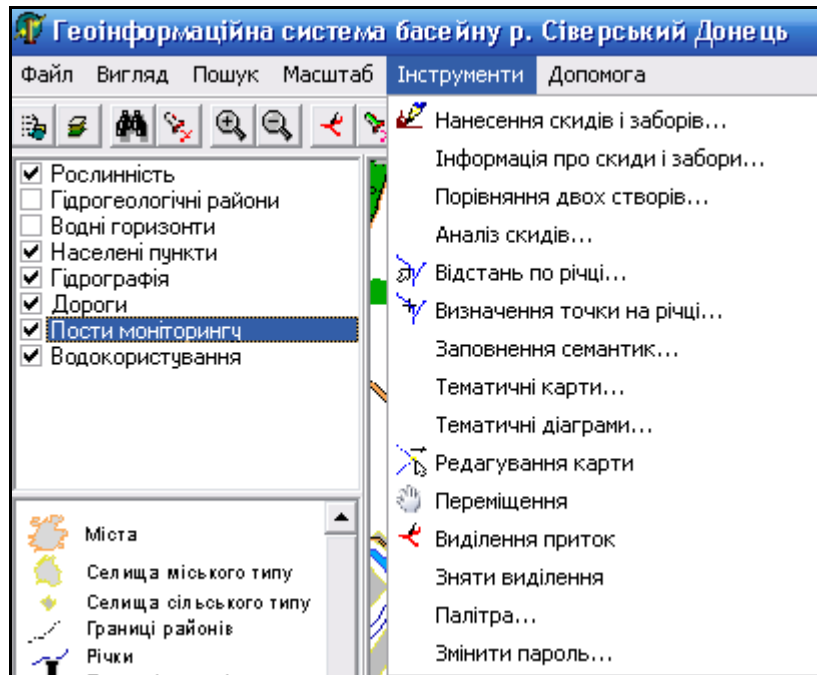 Геоінформаційна система басейну р. Сіверський Донець
Файл Вигляд Пошук Масштаб Інструменти Допомога
Рослинність
Гідрогеологічні райони
Водні горизонти
Населені пункти
Гідрографія
Дороги
Пости моніторингу
Водокористування
Міста
Селища міського типу
Селища сільського типу
Границі районів
Річки
Нанесення скидів і заборів...
Інформація про скиди і забори...
Порівняння двох створів...
Аналіз скидів...
Відстань по річці...
Визначення точки на річці...
Заповнення семантик...
Тематичні карти...
Тематичні діаграми...
Редагування карти
Переміщення
Виділення приток
Зняти виділення
Палітра...
Змінити пароль...